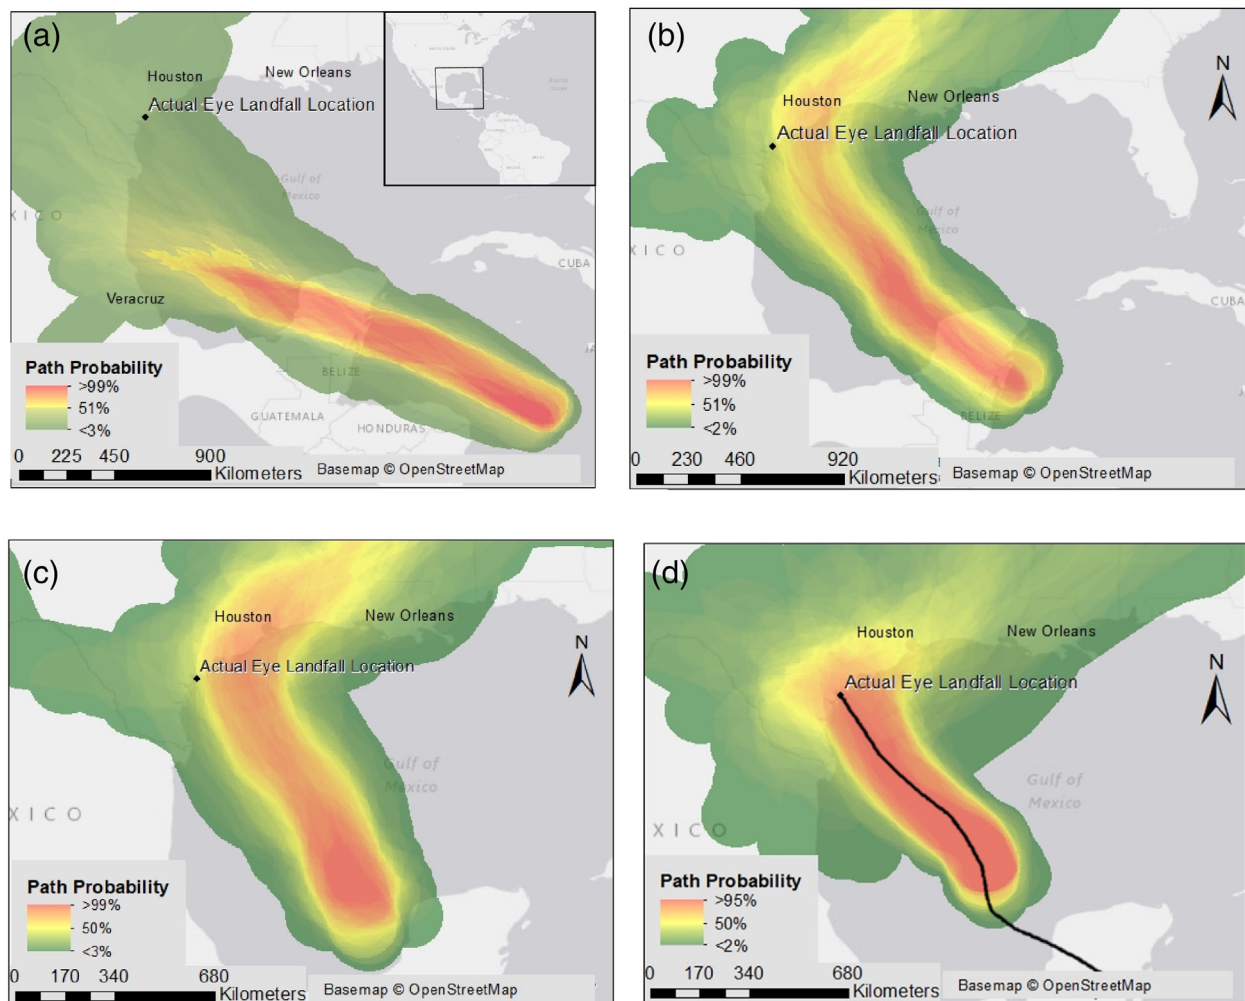 (a)
Houston
New Orleans
Actual Eye Landfall Location
Gulf of
Mexico
XICO
CUBA
Veracruz
BELIZE
GUATEMALA
HONDURAS
Path Probability
>99%
51%
<3%
0 225 450 900
Kilometers
Basemap © OpenStreetMap
(b)
N
Houston
New Orleans
Actual Eye Landfall Location
Gulf of
Mexico
XICO
CUBA
BELIZE
Path Probability
>99%
51%
<2%
0 230 460 920
Kilometers
Basemap © OpenStreetMap
(c)
Houston
New Orleans
N
Actual Eye Landfall Location
Gulf of
Mexico
XICO
Path Probability
>99%
50%
<3%
0 170 340 680
Kilometers
Basemap © OpenStreetMap
(d)
Houston
New Orleans
N
Actual Eye Landfall Location
Gulf of
Mexico
XICO
Path Probability
>95%
50%
<2%
0 170 340 680
Kilometers
Basemap © OpenStreetMap